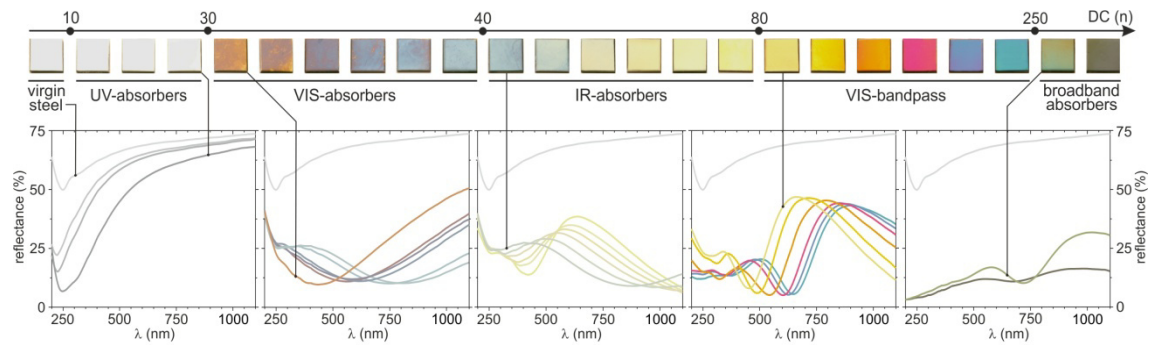 10 30 40 80 250 DC (n)
virgin steel
UV-absorbers VIS-absorbers IR-absorbers VIS-bandpass broadband absorbers
75 75
50 50
25 25
0 0
reflectance (%) reflectance (%)
250 500 750 1000 250 500 750 1000 250 500 750 1000 250 500 750 1000 250 500 750 1000
λ (nm) λ (nm) λ (nm) λ (nm) λ (nm)